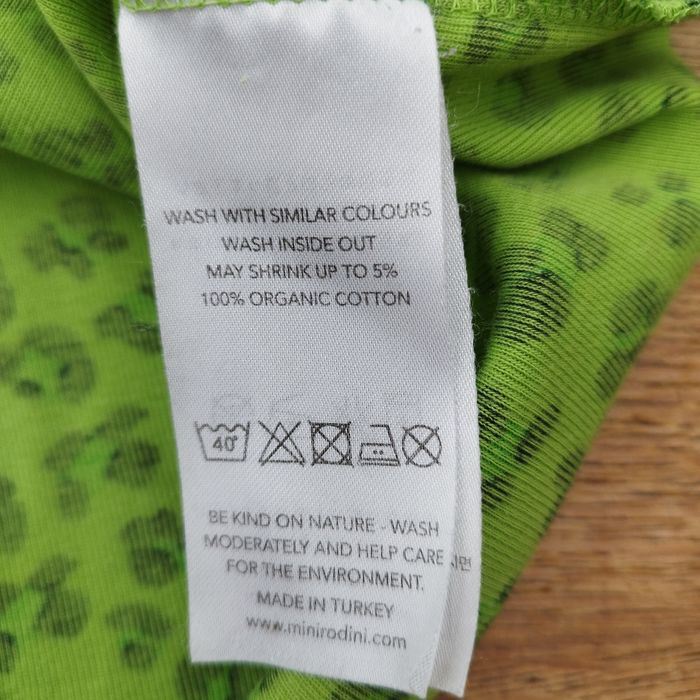 WASH WITH SIMILAR COLOURS
WASH INSIDE OUT
MAY SHRINK UP TO 5%
100% ORGANIC COTTON
40°
BE KIND ON NATURE - WASH
MODERATELY AND HELP CARE
FOR THE ENVIRONMENT.
MADE IN TURKEY
www.minirodini.com